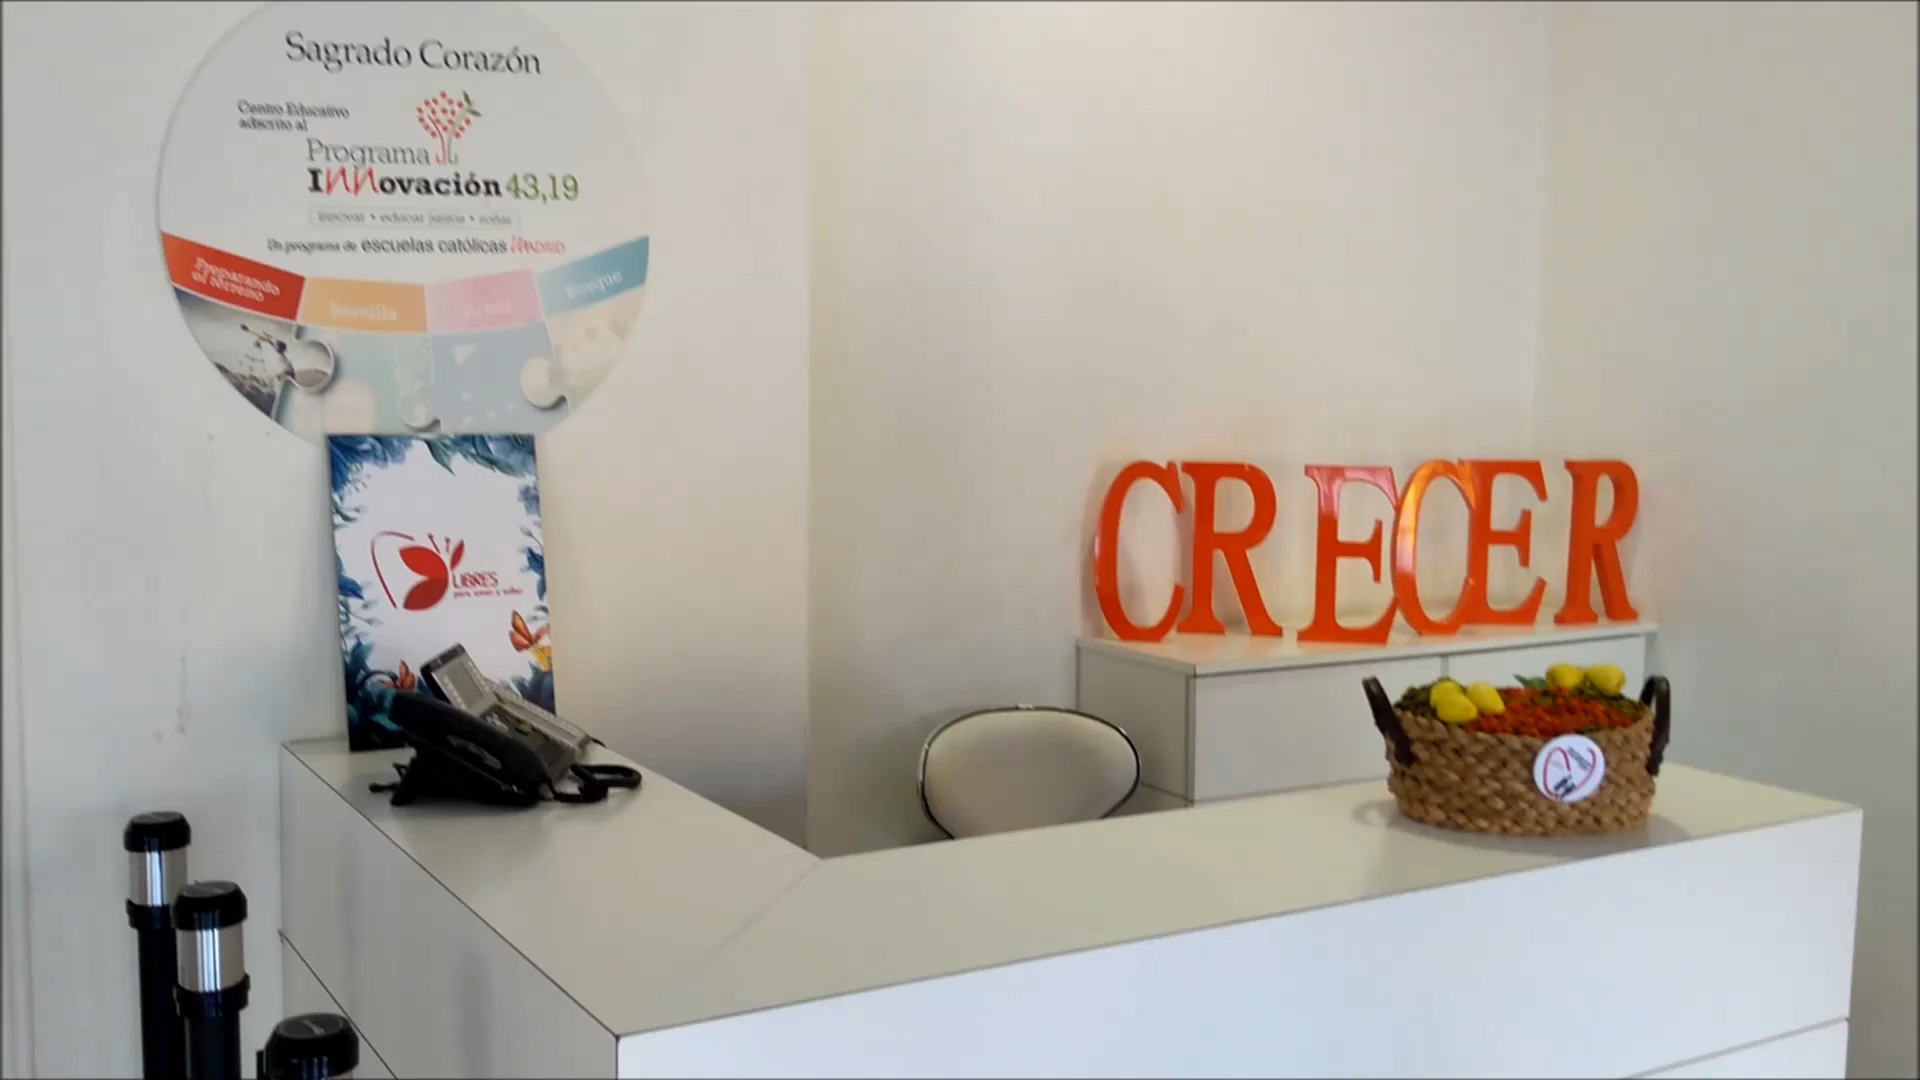 Sagrado Corazón
Centro Educativo
adscrito al
Programa
Innovación 43,19
innovar • educar juntos • soñar
Un programa de escuelas católicas MADRID
Preparando
el terreno
Semilla
Árbol
Bosque
LIBRES
para amar y soñar
CRECER